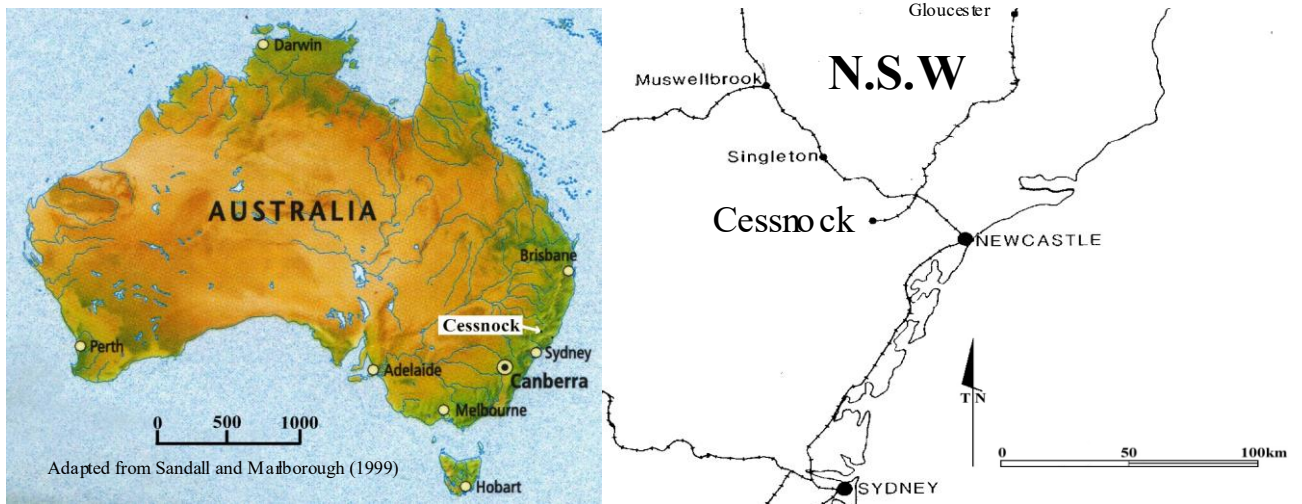 Darwin
AUSTRALIA
Brisbane
Cessnock
Sydney
Perth
Adelaide
Canberra
Melbourne
0 500 1000
Adapted from Sandall and Marlborough (1999)
Hobart
Gloucester
N.S.W
Muswellbrook
Singleton
Cessnock
NEWCASTLE
T N
0 50 100km
SYDNEY